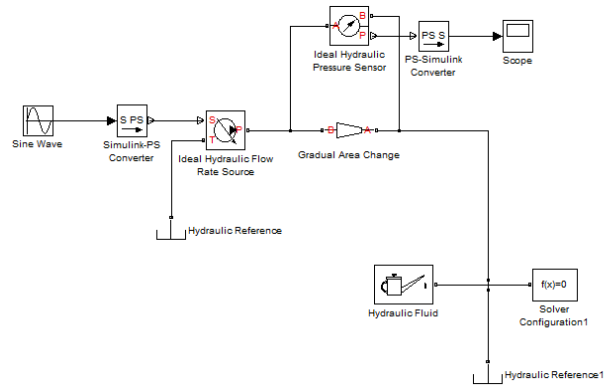 B
A
P
Ideal Hydraulic
Pressure Sensor
PS S
PS-Simulink
Converter
Scope
Sine Wave
S PS
Simulink-PS
Converter
S
P
T
Ideal Hydraulic Flow
Rate Source
B
A
Gradual Area Change
Hydraulic Reference
Hydraulic Fluid
f(x)=0
Solver
Configuration1
Hydraulic Reference1